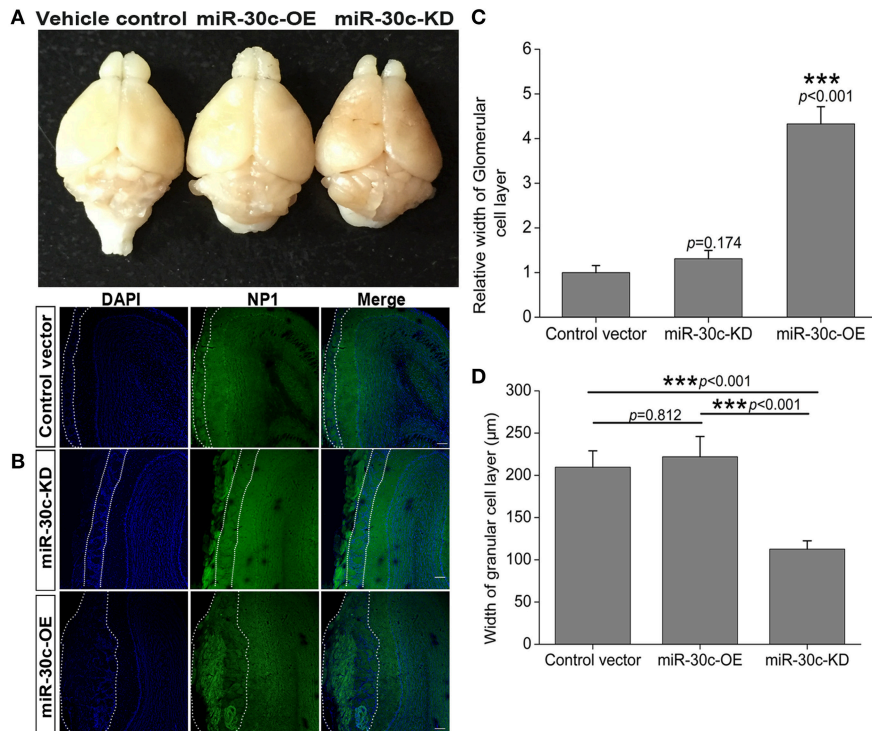 A
Vehicle control miR-30c-OE miR-30c-KD
DAPI NP1 Merge
Control vector
B
miR-30c-KD
miR-30c-OE
C
Relative width of Glomerular
cell layer
6
5
4
3
2
1
0
***
p<0.001
p=0.174
Control vector miR-30c-KD miR-30c-OE
D
Width of granular cell layer (μm)
300
250
200
150
100
50
0
***p<0.001
p=0.812
***p<0.001
Control vector miR-30c-OE miR-30c-KD